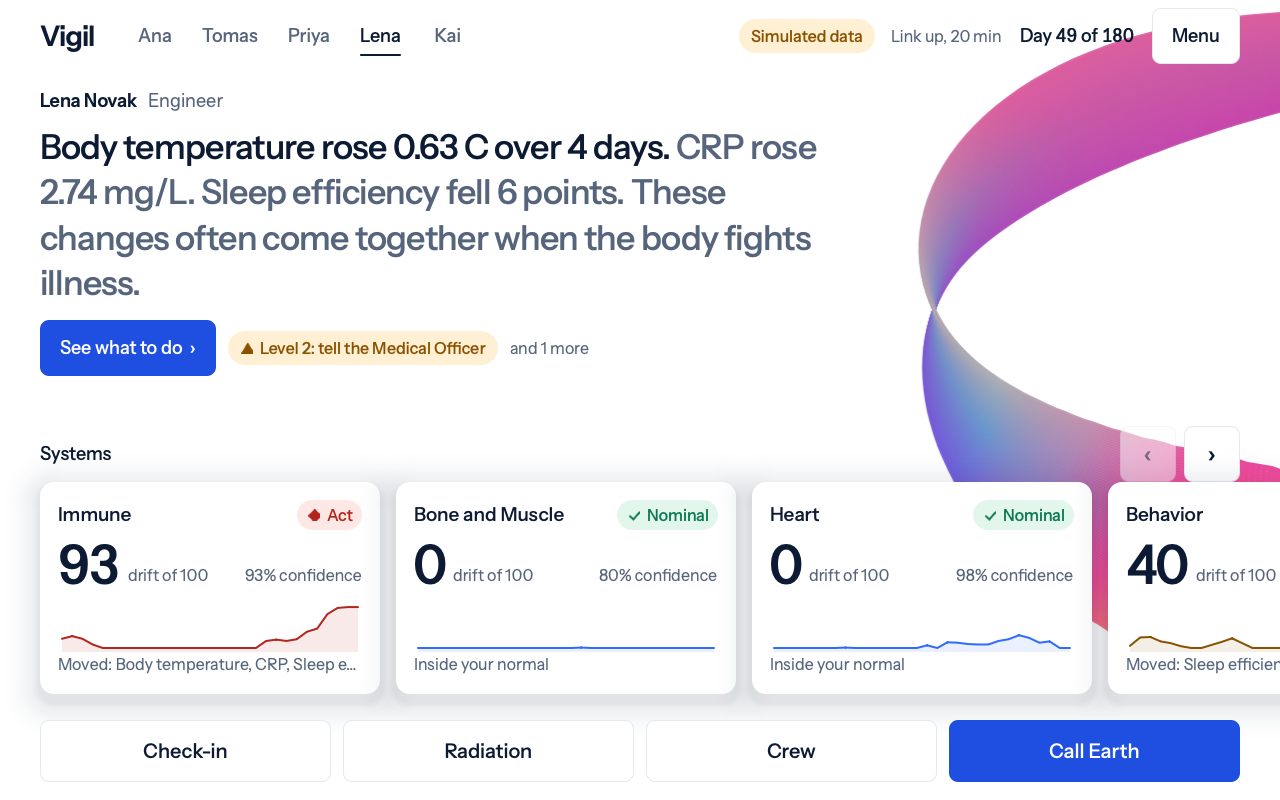 Vigil Ana Tomas Priya Lena Kai Simulated data Link up, 20 min Day 49 of 180 Menu
Lena Novak Engineer
Body temperature rose 0.63 C over 4 days. CRP rose
2.74 mg/L. Sleep efficiency fell 6 points. These
changes often come together when the body fights
illness.
See what to do › Level 2: tell the Medical Officer and 1 more
Systems ‹ ›
Immune Act
93 drift of 100 93% confidence
Moved: Body temperature, CRP, Sleep e...
Bone and Muscle Nominal
0 drift of 100 80% confidence
Inside your normal
Heart Nominal
0 drift of 100 98% confidence
Inside your normal
Behavior
40 drift of 100
Moved: Sleep efficien
Check-in Radiation Crew Call Earth